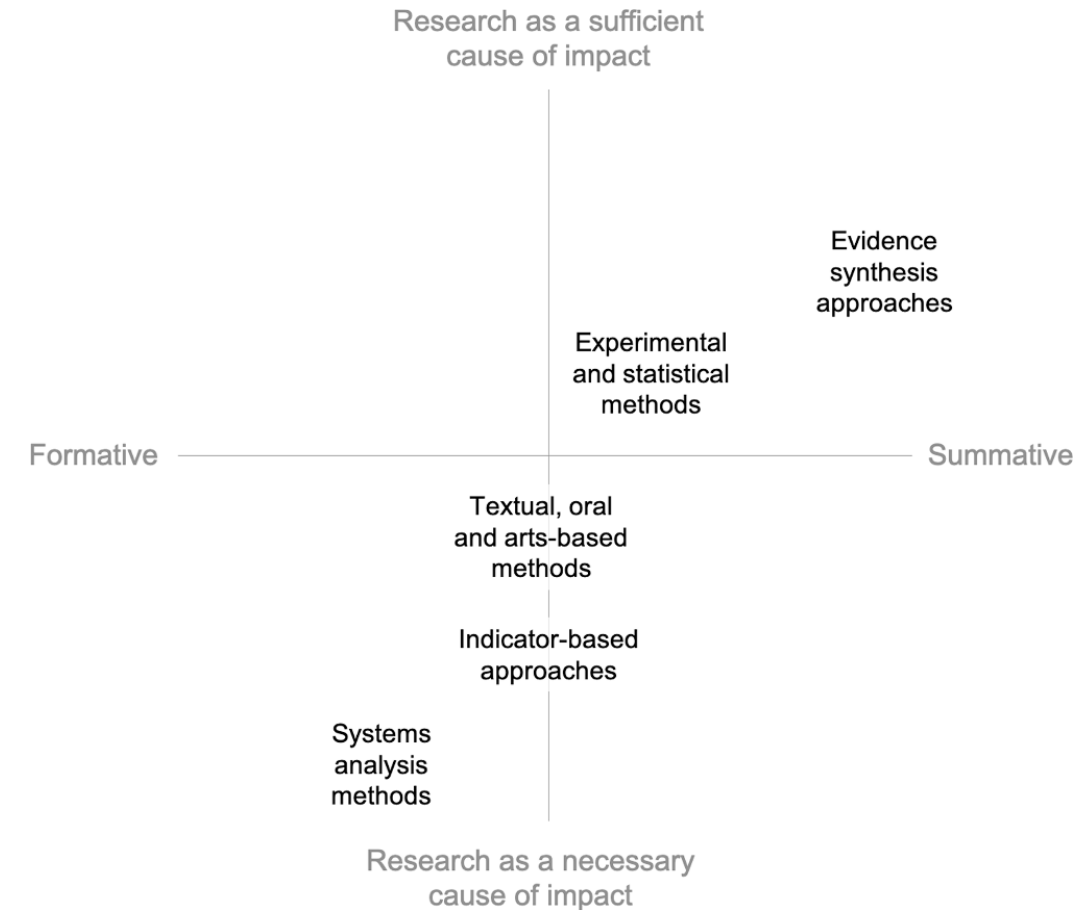 Research as a sufficient
cause of impact
Evidence
synthesis
approaches
Experimental
and statistical
methods
Formative
Summative
Textual, oral
and arts-based
methods
Indicator-based
approaches
Systems
analysis
methods
Research as a necessary
cause of impact